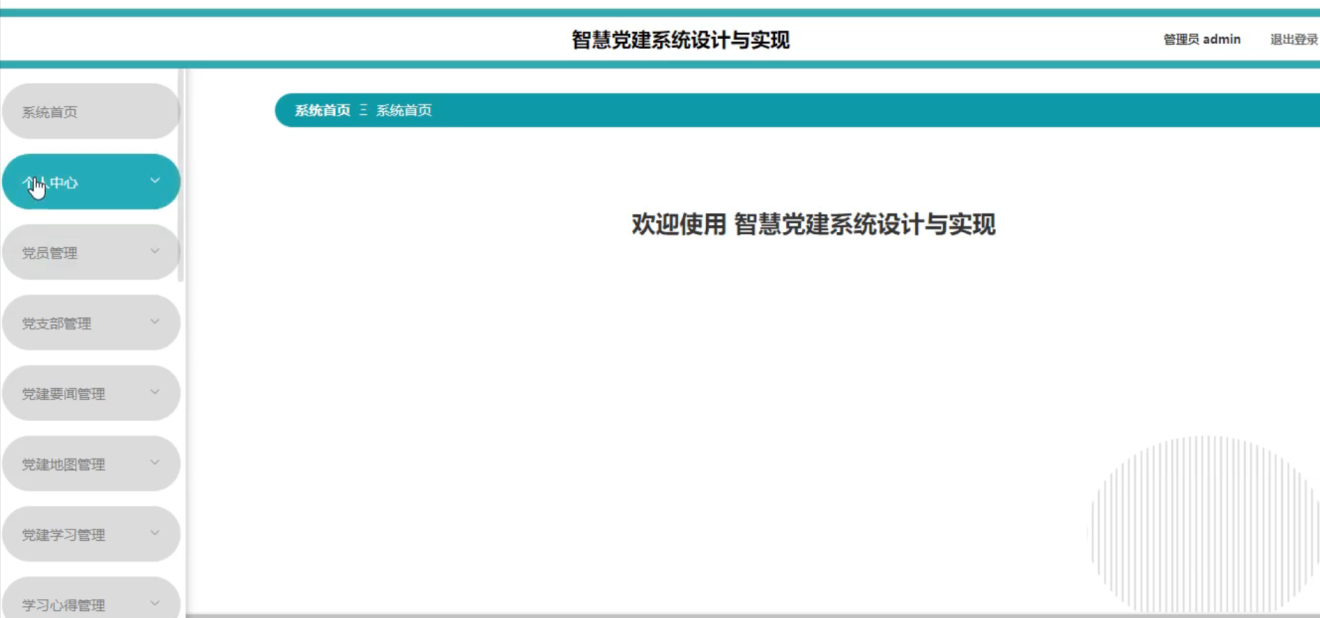 智慧党建系统设计与实现
管理员 admin
退出登录
系统首页
系统首页 Ξ 系统首页
个人中心
党员管理
欢迎使用 智慧党建系统设计与实现
党支部管理
党建要闻管理
党建地图管理
党建学习管理
学习心得管理